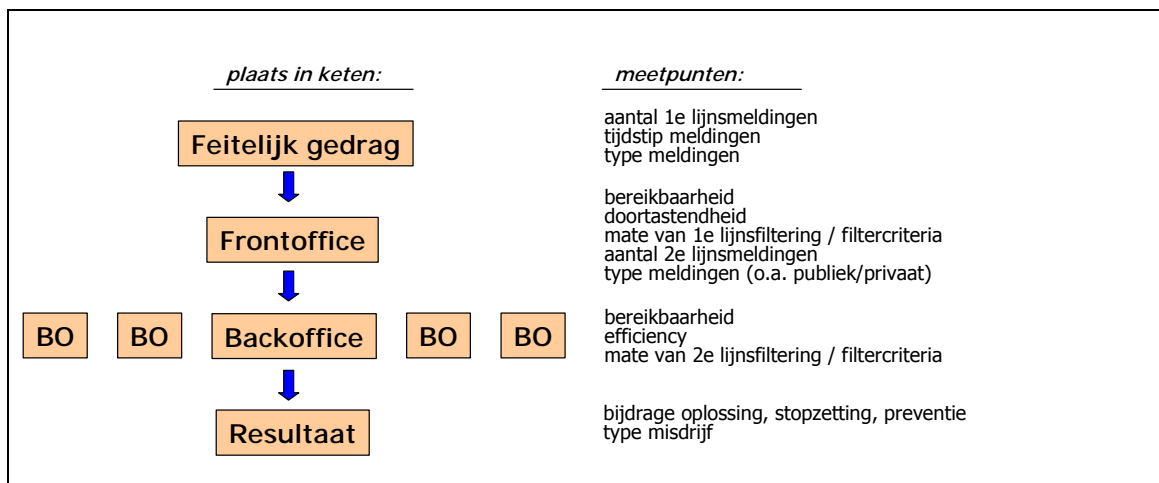 plaats in keten:
meetpunten:
Feitelijk gedrag
aantal 1e lijnsmeldingen
tijdstip meldingen
type meldingen
Frontoffice
bereikbaarheid
doortastendheid
mate van 1e lijnsfiltering / filtercriteria
aantal 2e lijnsmeldingen
type meldingen (o.a. publiek/privaat)
BO BO Backoffice BO BO
bereikbaarheid
efficiency
mate van 2e lijnsfiltering / filtercriteria
Resultaat
bijdrage oplossing, stopzetting, preventie
type misdrijf